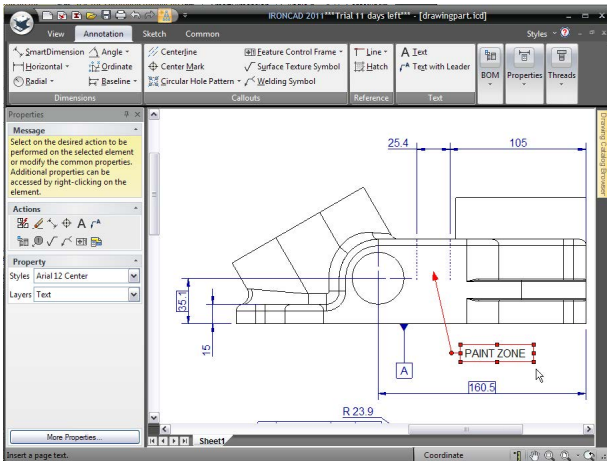 IRONCAD 2011***Trial 11 days left*** - [drawingpart.icd]
View Annotation Sketch Common Styles
SmartDimension Angle
Horizontal Ordinate
Radial Baseline
Dimensions
Centerline Feature Control Frame
Center Mark Surface Texture Symbol
Circular Hole Pattern Welding Symbol
Callouts
Line
Hatch
Reference
Text
Text with Leader
Text
BOM Properties Threads
Properties
Message
Select on the desired action to be
performed on the selected element
or modify the common properties.
Additional properties can be
accessed by right-clicking on the
element.
Actions
Property
Styles Arial 12 Center
Layers Text
More Properties...
Drawing Catalog Browser
25.4 105
35.1
15
A
PAINT ZONE
160.5
R 23.9
Sheet1
Insert a page text. Coordinate